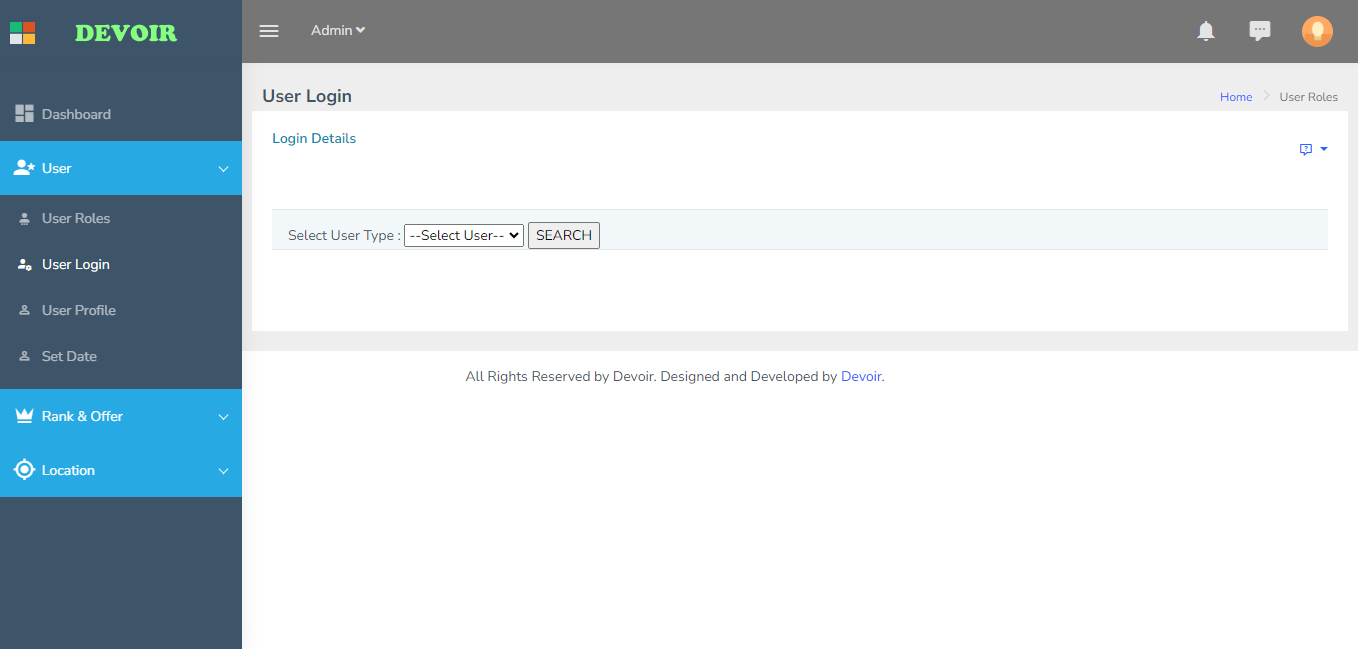 DEVOIR
Admin
Dashboard
User
User Roles
User Login
User Profile
Set Date
Rank & Offer
Location
User Login
Home
User Roles
Login Details
Select User Type : --Select User-- SEARCH
All Rights Reserved by Devoir. Designed and Developed by Devoir.